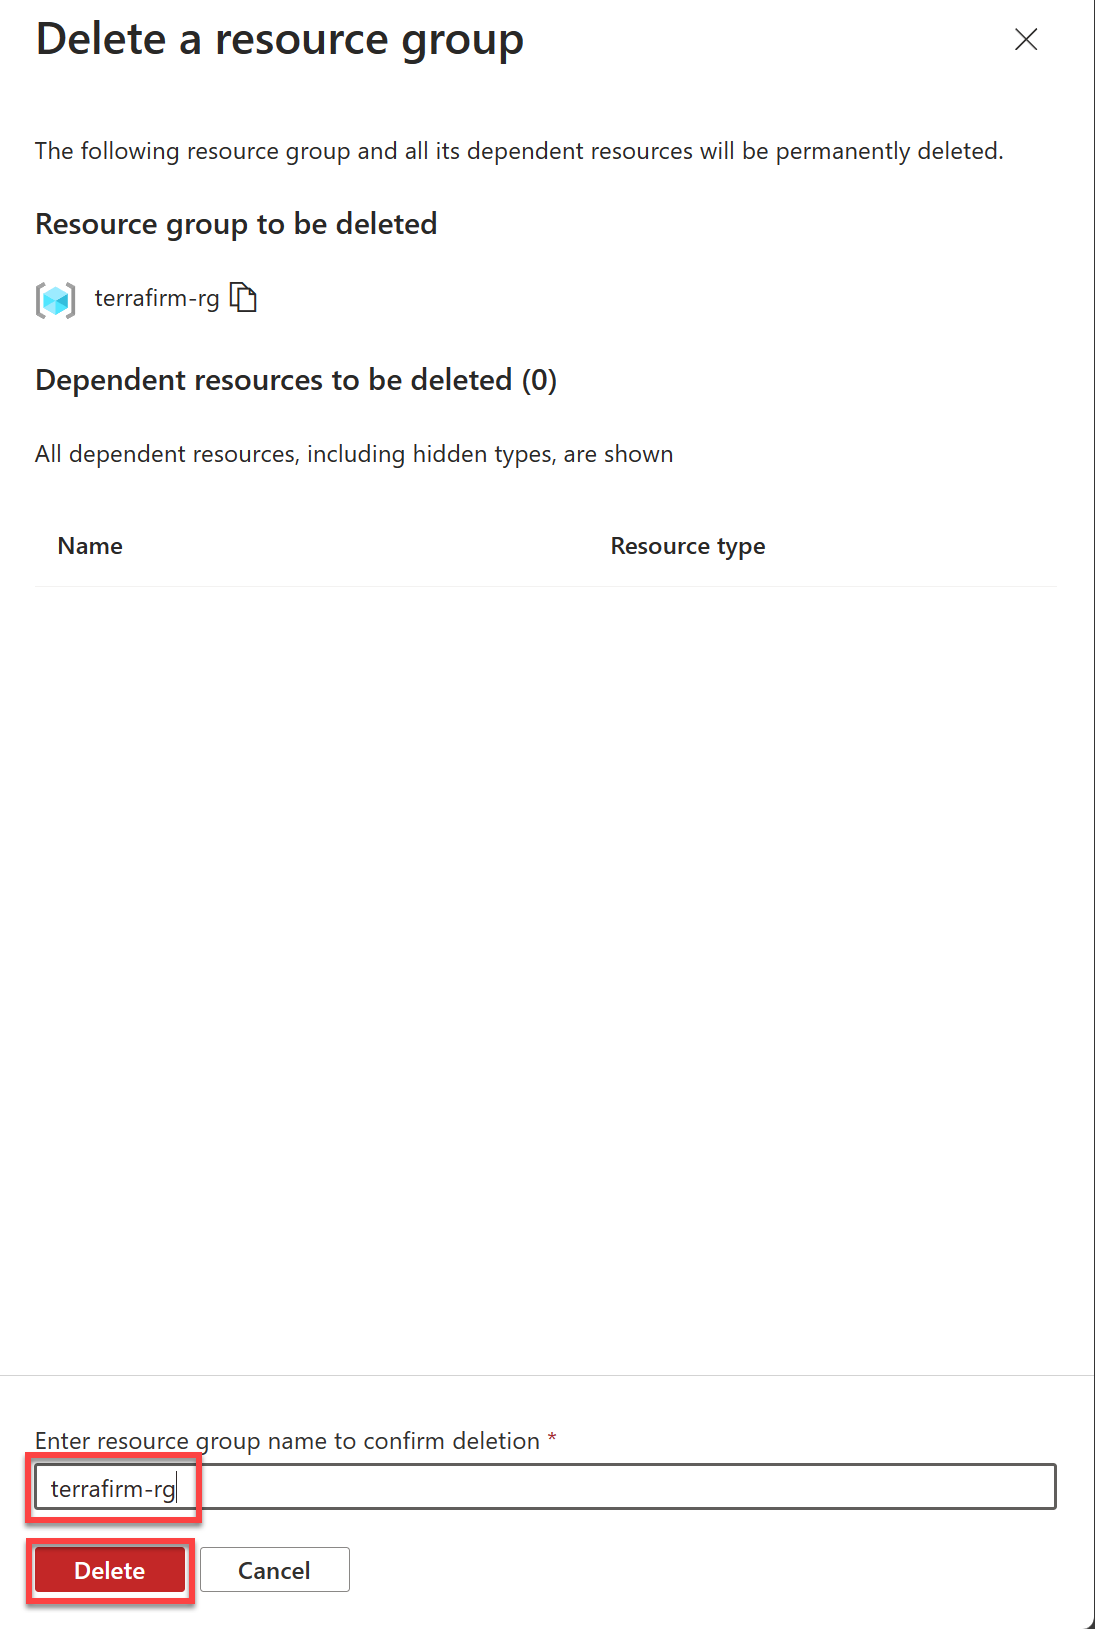 Delete a resource group
The following resource group and all its dependent resources will be permanently deleted.
Resource group to be deleted
terrafirm-rg
Dependent resources to be deleted (0)
All dependent resources, including hidden types, are shown
Name Resource type
Enter resource group name to confirm deletion *
terrafirm-rg
Delete Cancel